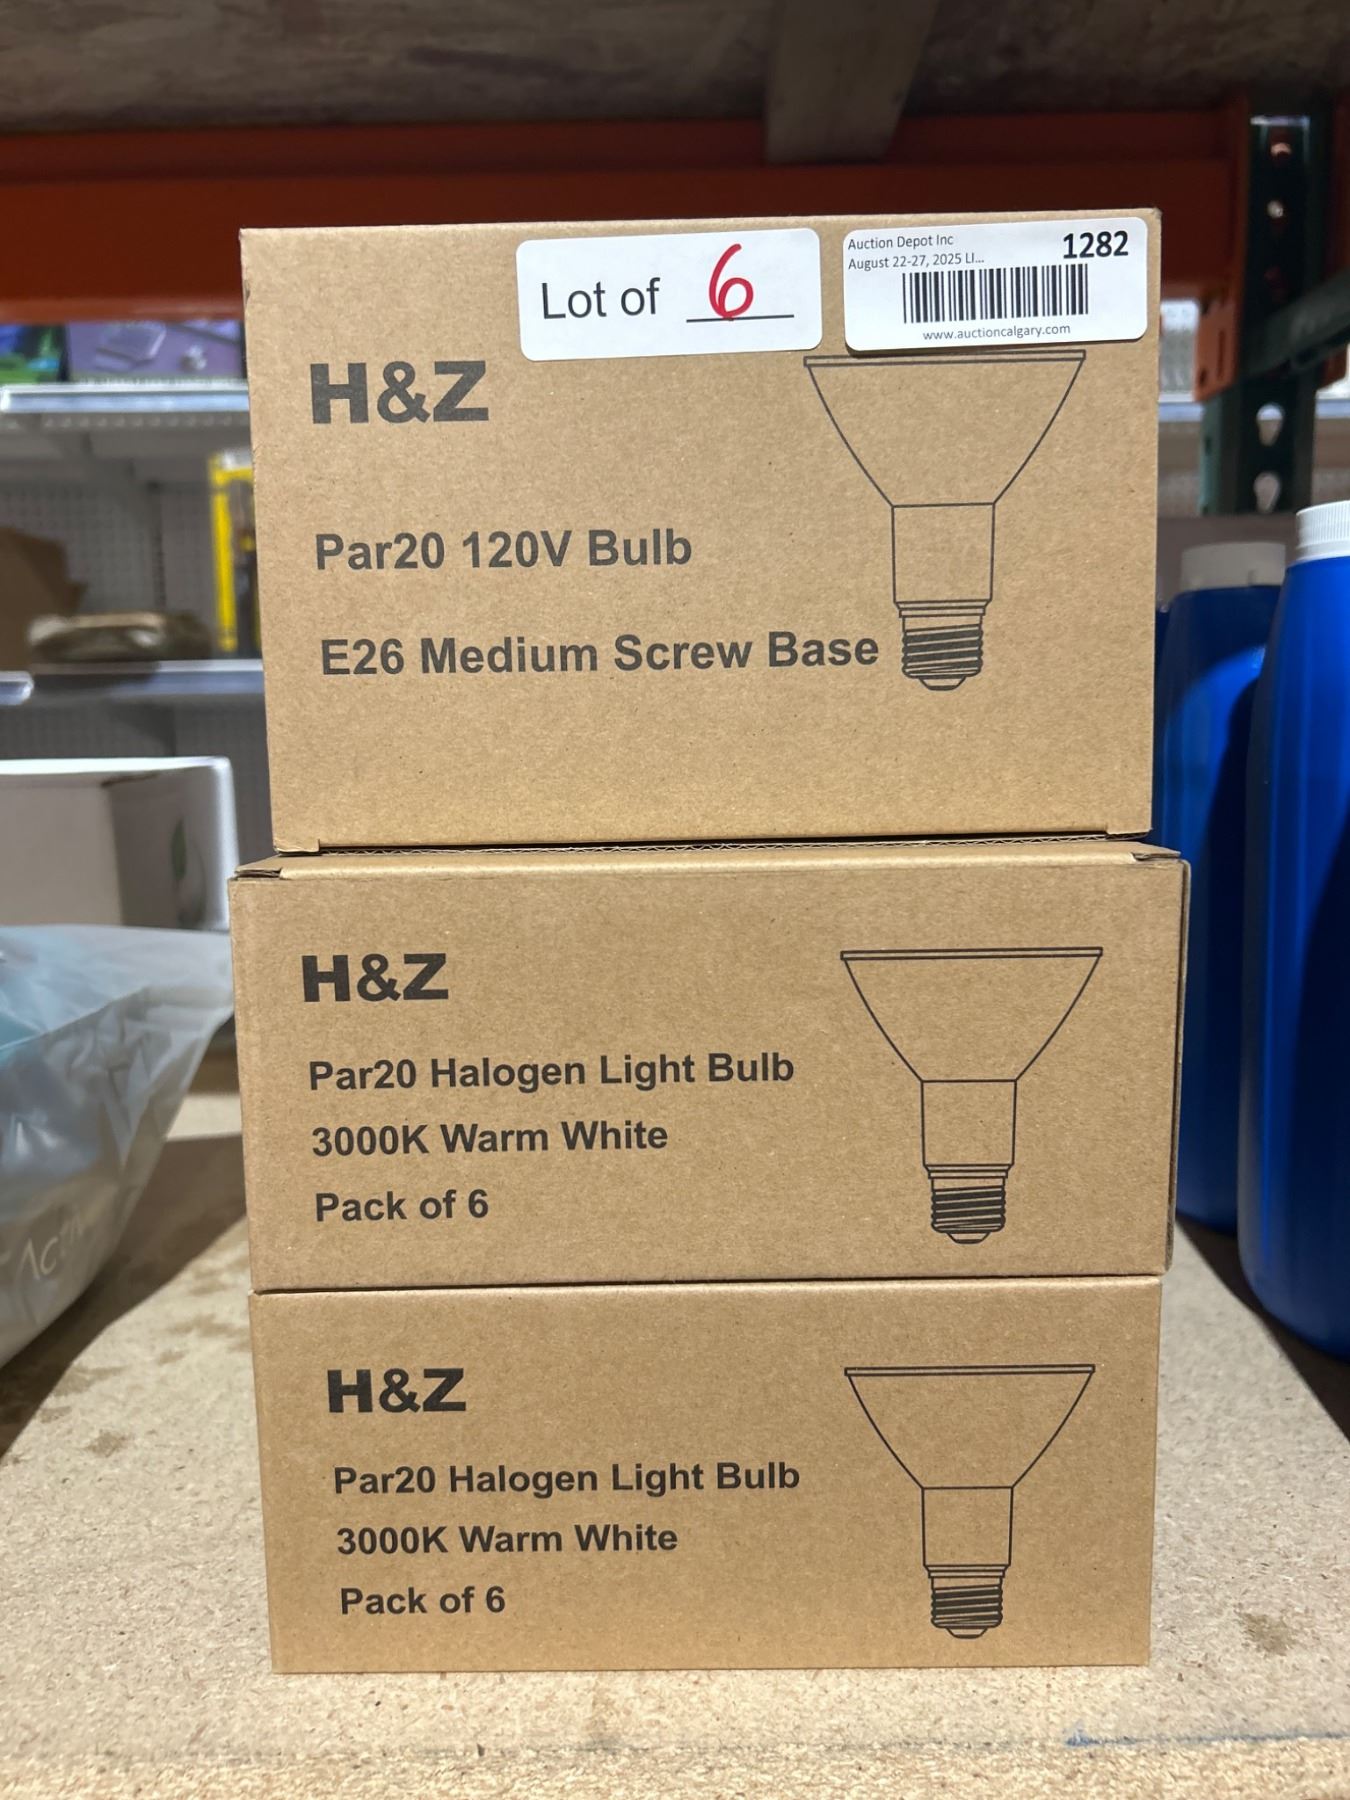 Lot of 6
Auction Depot Inc
1282
August 22-27, 2025 LI...
www.auctioncalgary.com
H&Z
Par20 120V Bulb
E26 Medium Screw Base
H&Z
Par20 Halogen Light Bulb
3000K Warm White
Pack of 6
H&Z
Par20 Halogen Light Bulb
3000K Warm White
Pack of 6